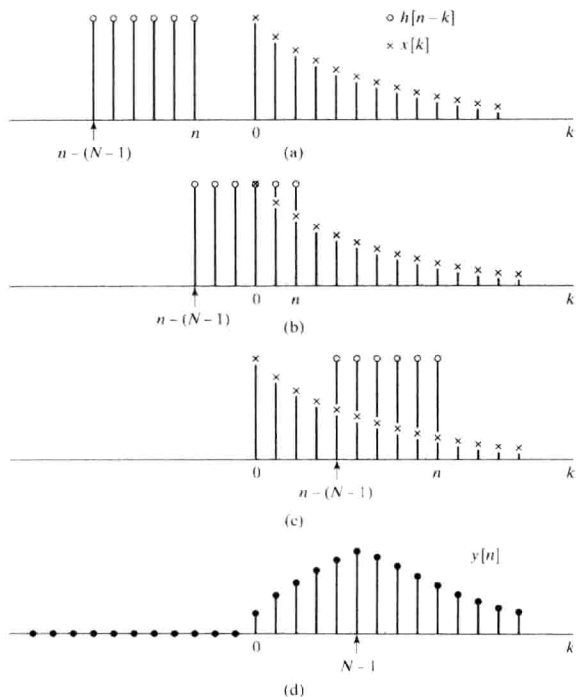 h[n−k]
x[k]
n 0 k
n − (N − 1)
(a)
0 n k
n − (N − 1)
(b)
0 n k
n − (N − 1)
(c)
y[n]
0 k
N − 1
(d)